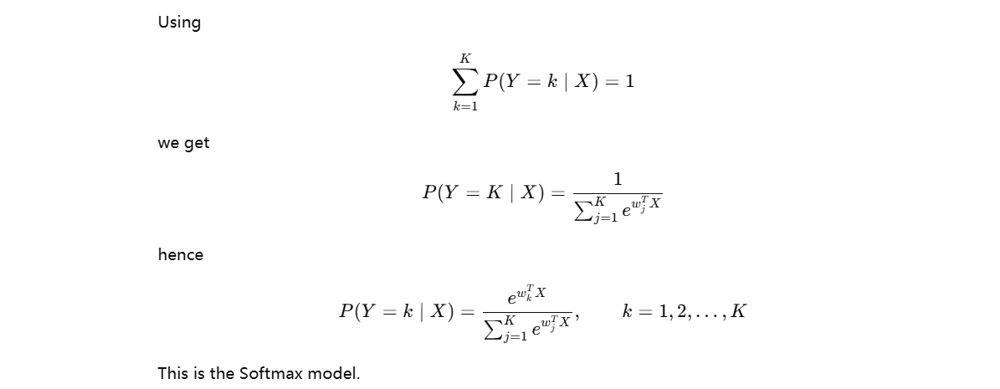 Using
$$\sum_{k=1}^{K} P(Y = k \mid X) = 1$$
we get
$$P(Y = K \mid X) = \frac{1}{\sum_{j=1}^{K} e^{w_j^T X}}$$
hence
$$P(Y = k \mid X) = \frac{e^{w_k^T X}}{\sum_{j=1}^{K} e^{w_j^T X}}, \qquad k = 1, 2, \ldots, K$$
This is the Softmax model.